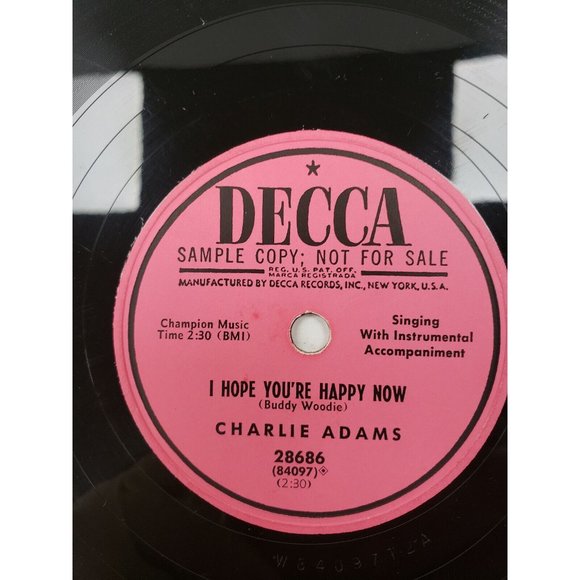 DECCA
SAMPLE COPY; NOT FOR SALE
REG. U.S. PAT. OFF.
MARCA REGISTRADA
MANUFACTURED BY DECCA RECORDS, INC., NEW YORK, U.S.A.
Champion Music
Time 2:30 (BMI)
Singing
With Instrumental
Accompaniment
I HOPE YOU'RE HAPPY NOW
(Buddy Woodie)
CHARLIE ADAMS
28686
(84097)
(2:30)